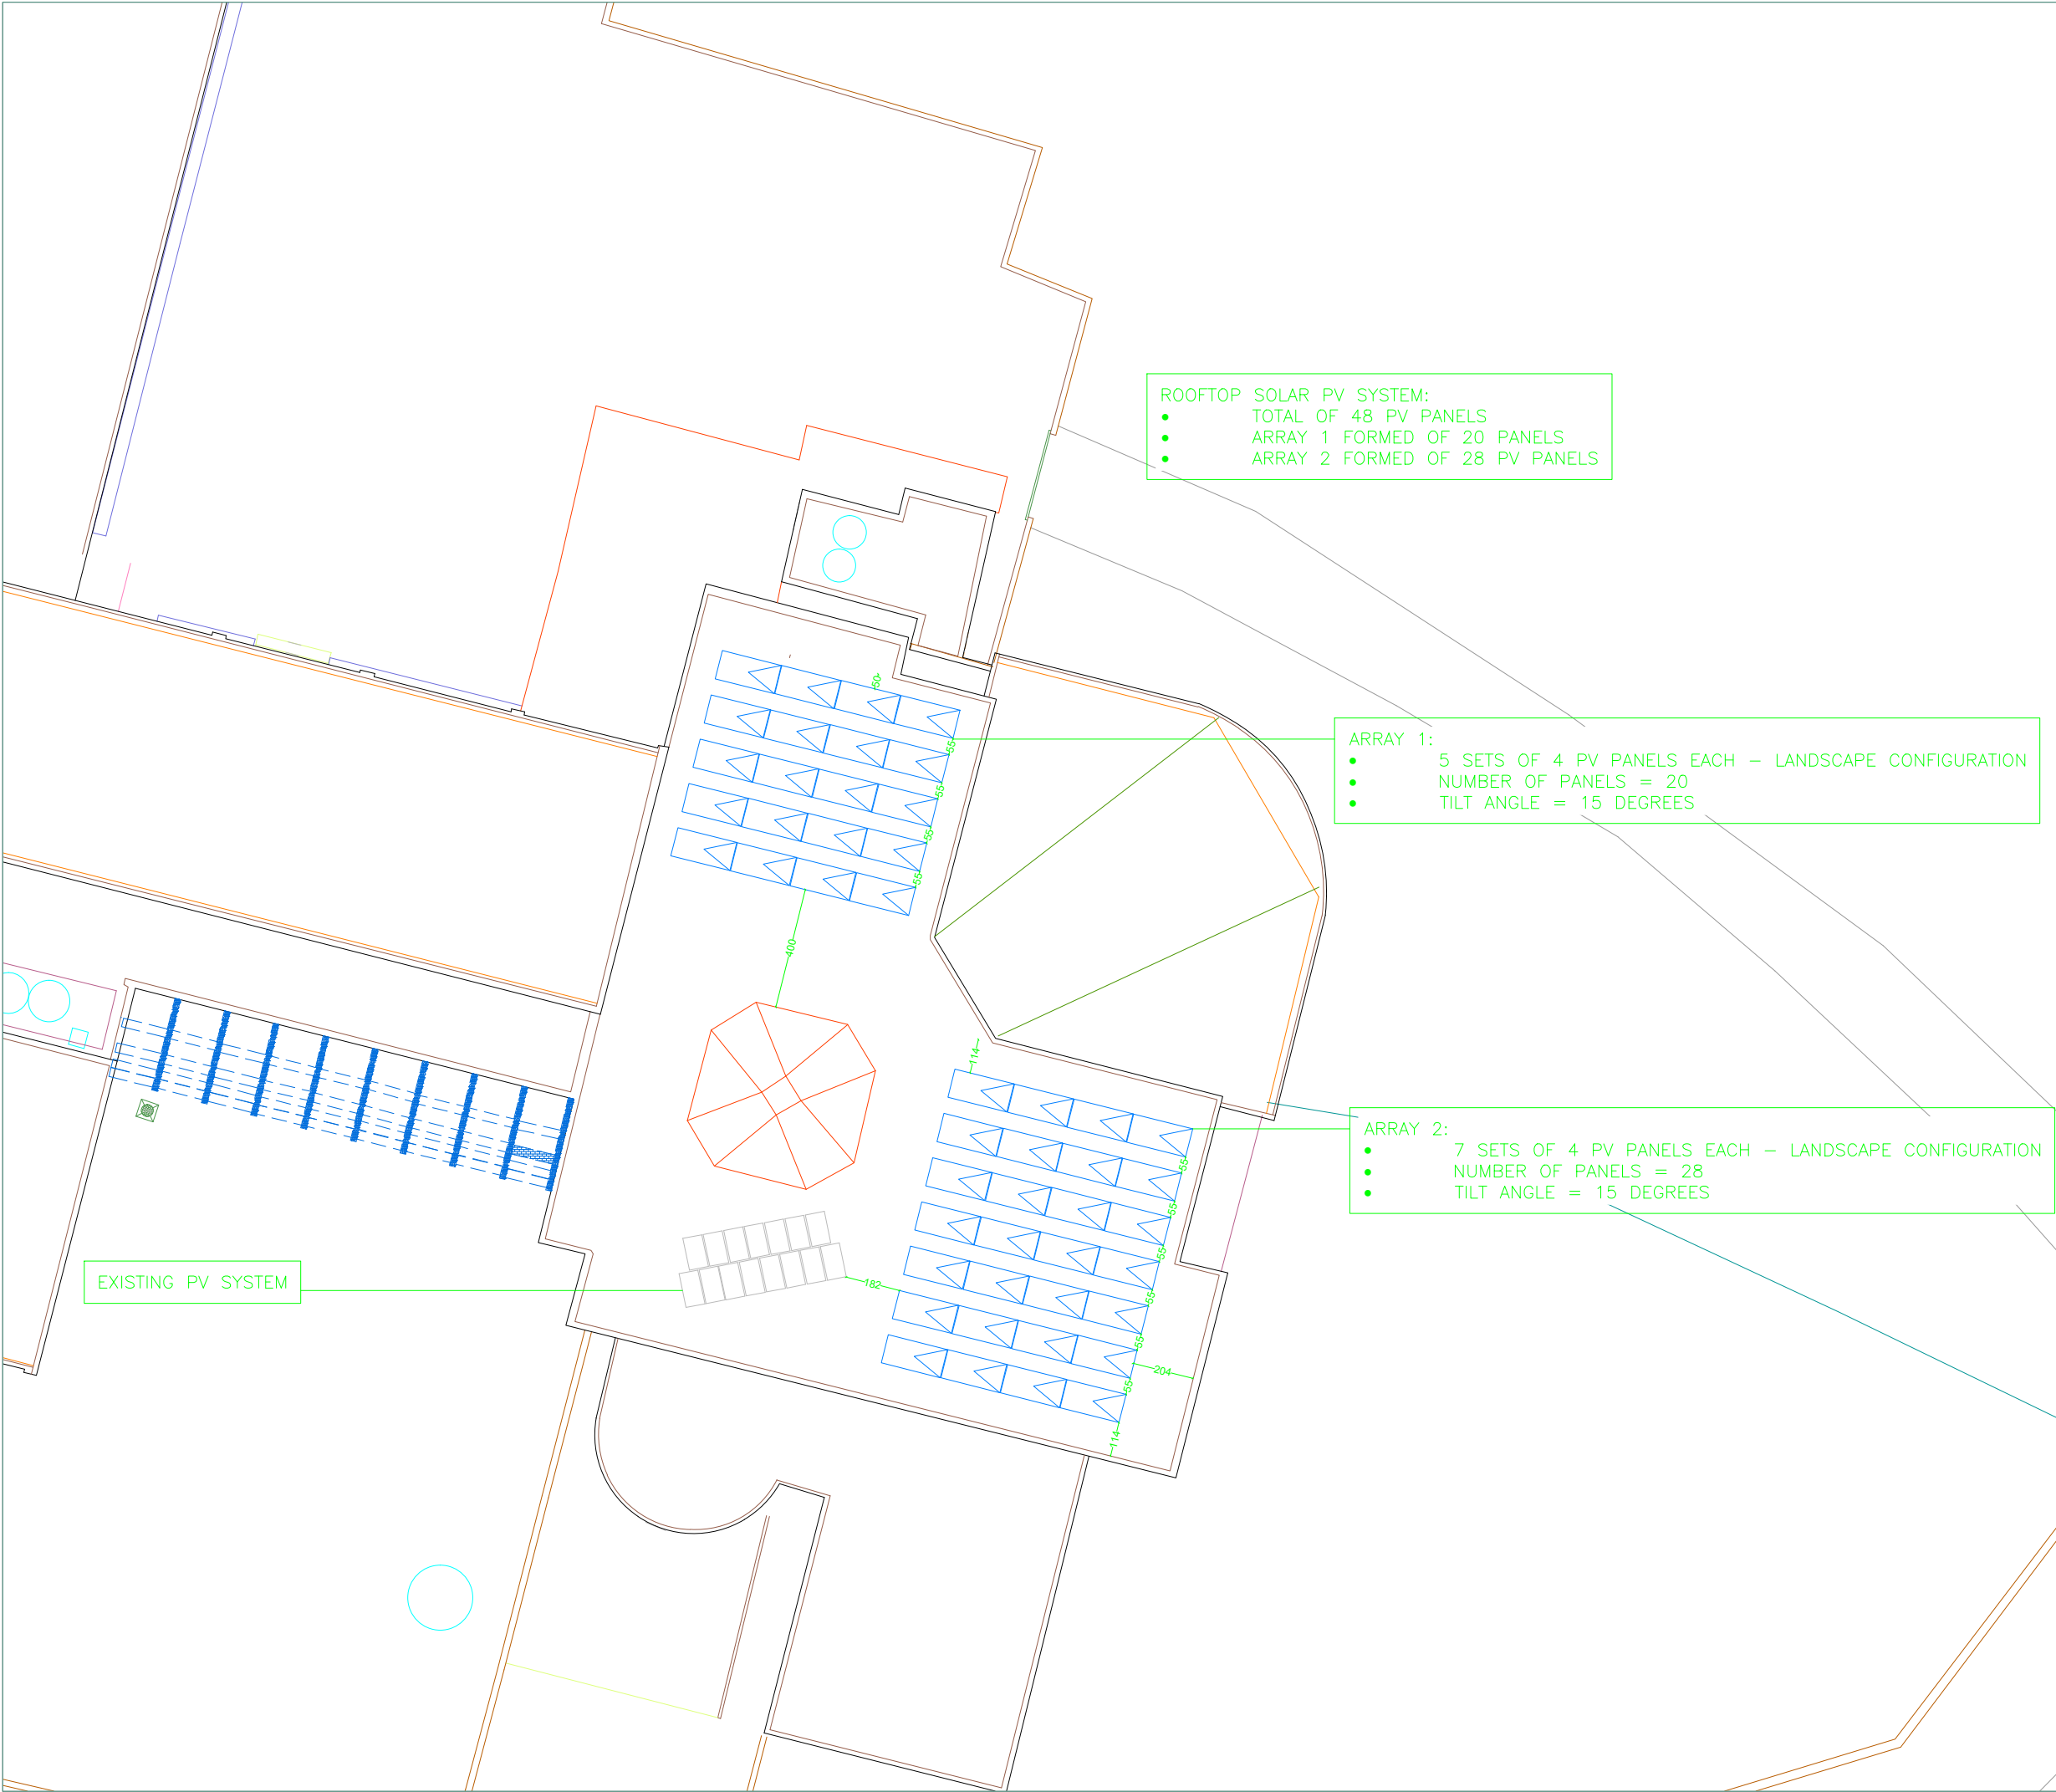 ROOFTOP SOLAR PV SYSTEM:
● TOTAL OF 48 PV PANELS
● ARRAY 1 FORMED OF 20 PANELS
● ARRAY 2 FORMED OF 28 PV PANELS
50
ARRAY 1:
● 5 SETS OF 4 PV PANELS EACH – LANDSCAPE CONFIGURATION
● NUMBER OF PANELS = 20
● TILT ANGLE = 15 DEGREES
55
55
55
55
400
114
ARRAY 2:
● 7 SETS OF 4 PV PANELS EACH – LANDSCAPE CONFIGURATION
● NUMBER OF PANELS = 28
● TILT ANGLE = 15 DEGREES
55
55
55
EXISTING PV SYSTEM
182
55
55
204
55
114